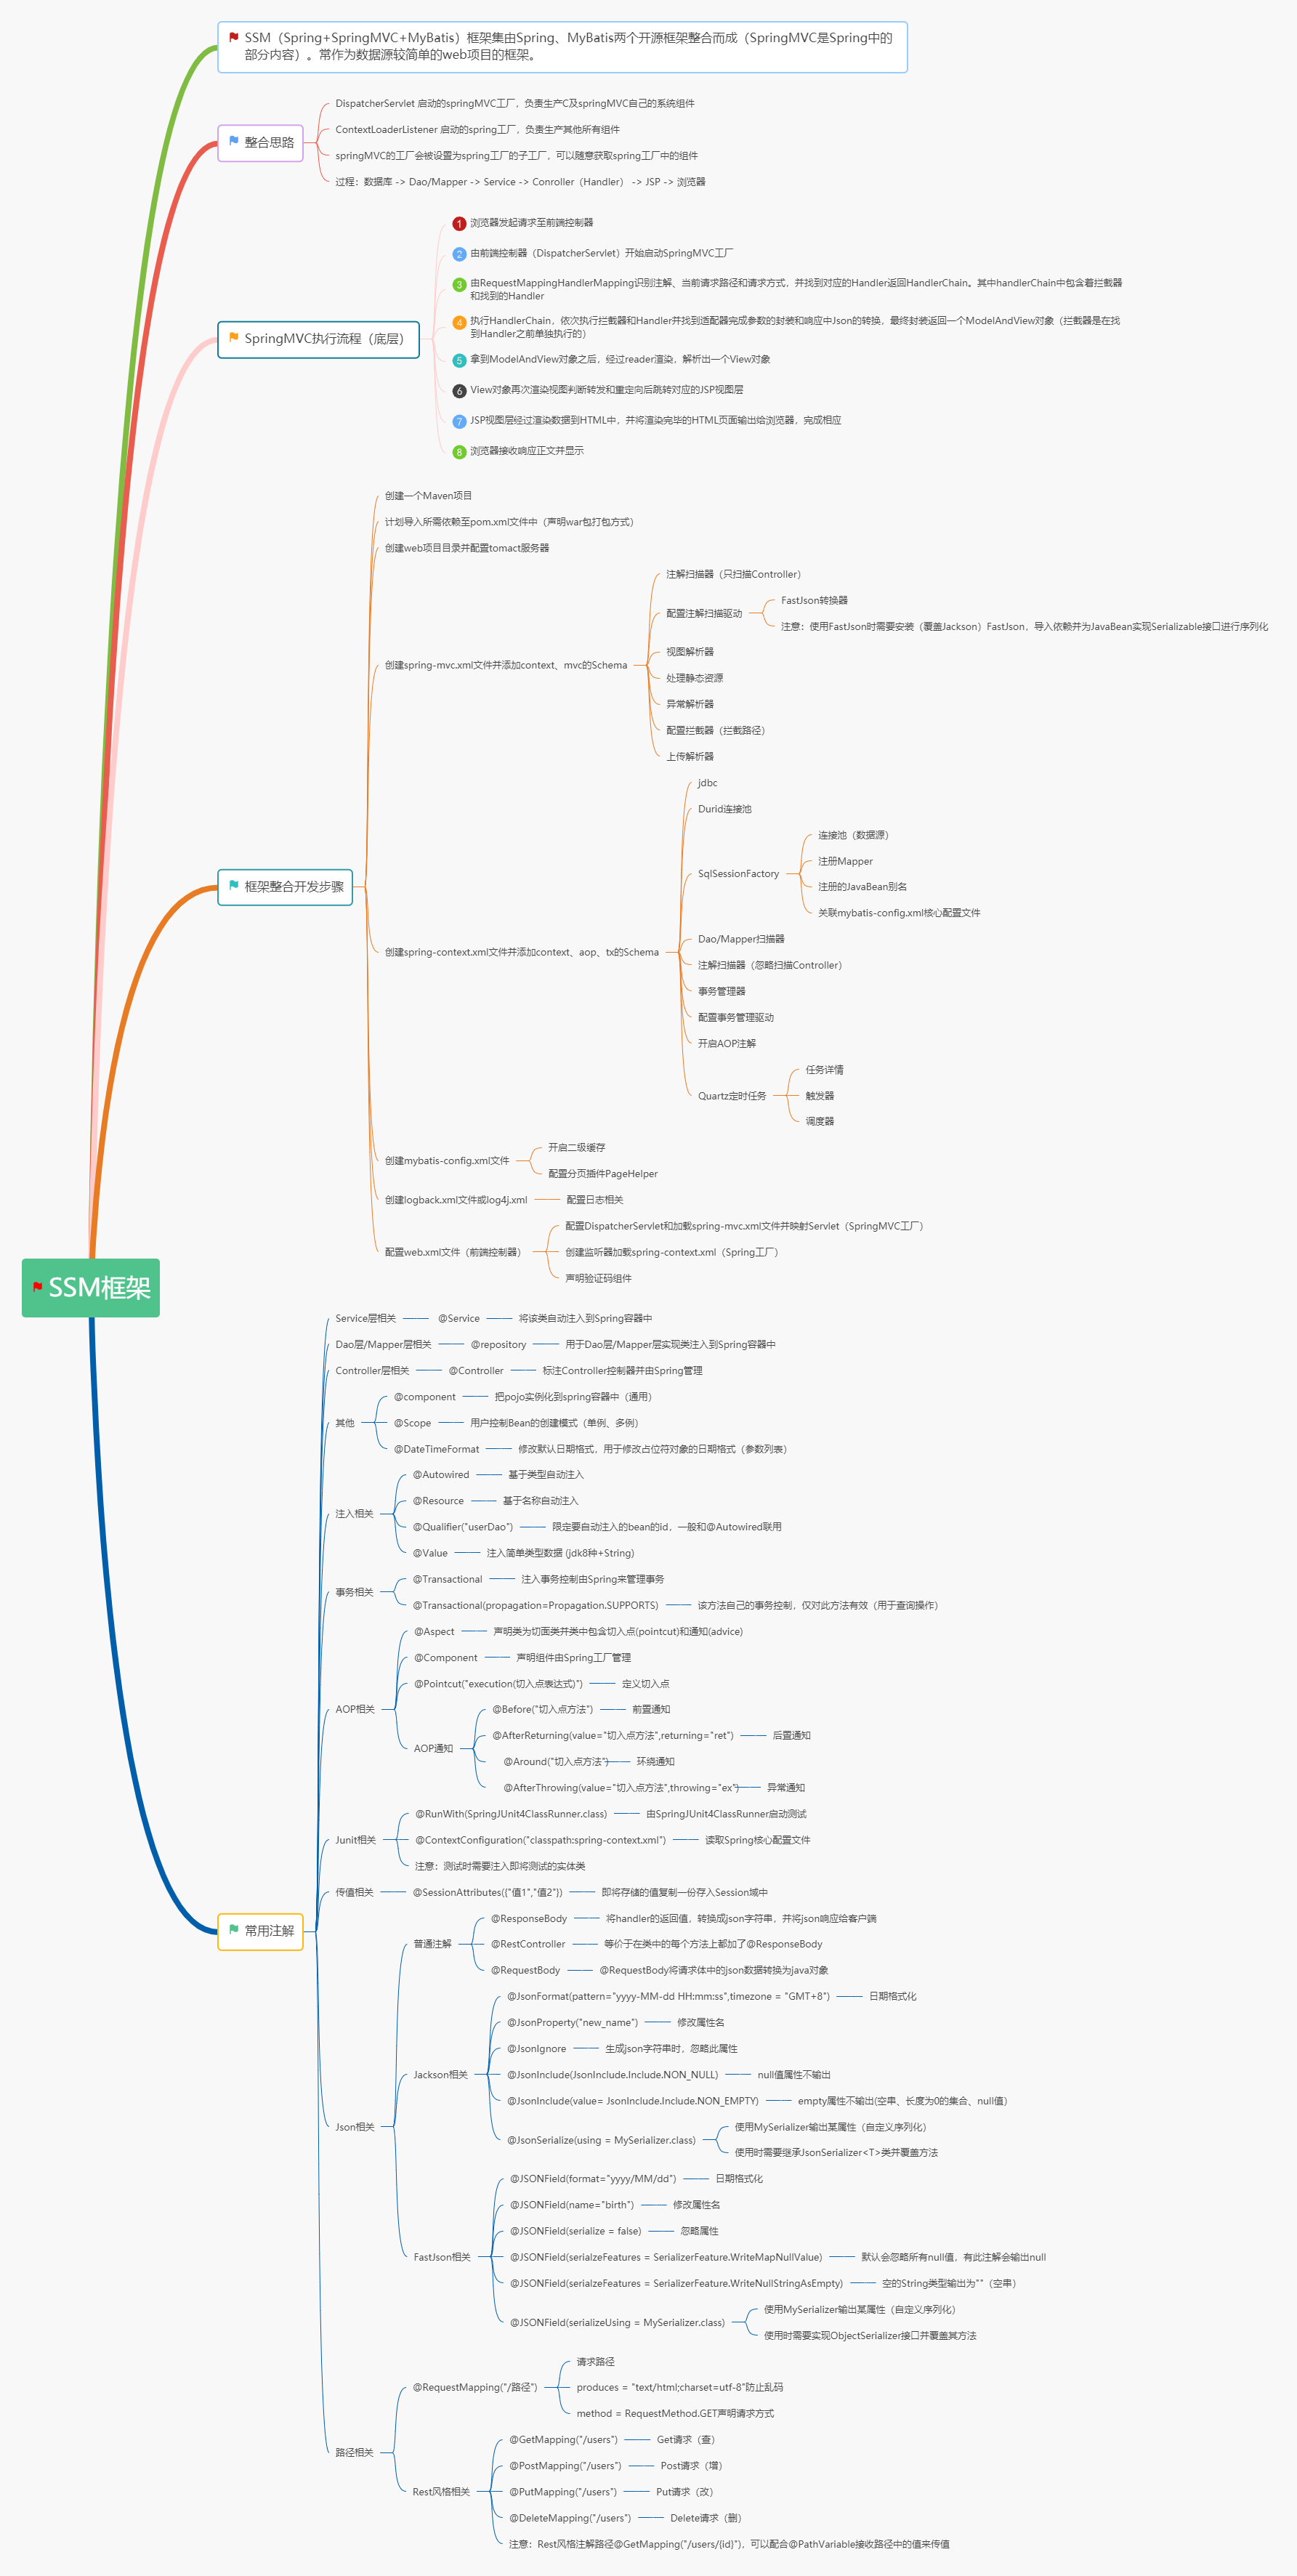 SSM（Spring+SpringMVC+MyBatis）框架集由Spring、MyBatis两个开源框架整合而成（SpringMVC是Spring中的
部分内容）。常作为数据源较简单的web项目的框架。
整合思路
DispatcherServlet 启动的springMVC工厂，负责生产C及springMVC自己的系统组件
ContextLoaderListener 启动的spring工厂，负责生产其他所有组件
springMVC的工厂会被设置为spring工厂的子工厂，可以随意获取spring工厂中的组件
过程：数据库 -> Dao/Mapper -> Service -> Conroller（Handler） -> JSP -> 浏览器
SpringMVC执行流程（底层）
1 浏览器发起请求至前端控制器
2 由前端控制器（DispatcherServlet）开始启动SpringMVC工厂
3 由RequestMappingHandlerMapping识别注解、当前请求路径和请求方式，并找到对应的Handler返回HandlerChain。其中handlerChain中包含着拦截器
和找到的Handler
4 执行HandlerChain，依次执行拦截器和Handler并找到适配器完成参数的封装和响应中Json的转换，最终封装返回一个ModelAndView对象（拦截器是在找
到Handler之前单独执行的）
5 拿到ModelAndView对象之后，经过reader渲染，解析出一个View对象
6 View对象再次渲染视图判断转发和重定向后跳转对应的JSP视图层
7 JSP视图层经过渲染数据到HTML中，并将渲染完毕的HTML页面输出给浏览器，完成相应
8 浏览器接收响应正文并显示
框架整合开发步骤
创建一个Maven项目
计划导入所需依赖至pom.xml文件中（声明war包打包方式）
创建web项目目录并配置tomact服务器
创建spring-mvc.xml文件并添加context、mvc的Schema
注解扫描器（只扫描Controller）
配置注解扫描驱动
FastJson转换器
注意：使用FastJson时需要安装（覆盖Jackson）FastJson，导入依赖并为JavaBean实现Serializable接口进行序列化
视图解析器
处理静态资源
异常解析器
配置拦截器（拦截路径）
上传解析器
创建spring-context.xml文件并添加context、aop、tx的Schema
jdbc
Durid连接池
SqlSessionFactory
连接池（数据源）
注册Mapper
注册的JavaBean别名
关联mybatis-config.xml核心配置文件
Dao/Mapper扫描器
注解扫描器（忽略扫描Controller）
事务管理器
配置事务管理驱动
开启AOP注解
Quartz定时任务
任务详情
触发器
调度器
创建mybatis-config.xml文件
开启二级缓存
配置分页插件PageHelper
创建logback.xml文件或log4j.xml
配置日志相关
配置web.xml文件（前端控制器）
配置DispatcherServlet和加载spring-mvc.xml文件并映射Servlet（SpringMVC工厂）
创建监听器加载spring-context.xml（Spring工厂）
声明验证码组件
SSM框架
常用注解
Service层相关
@Service
将该类自动注入到Spring容器中
Dao层/Mapper层相关
@repository
用于Dao层/Mapper层实现类注入到Spring容器中
Controller层相关
@Controller
标注Controller控制器并由Spring管理
其他
@component
把pojo实例化到spring容器中（通用）
@Scope
用户控制Bean的创建模式（单例、多例）
@DateTimeFormat
修改默认日期格式，用于修改占位符对象的日期格式（参数列表）
注入相关
@Autowired
基于类型自动注入
@Resource
基于名称自动注入
@Qualifier("userDao")
限定要自动注入的bean的id，一般和@Autowired联用
@Value
注入简单类型数据 (jdk8种+String)
事务相关
@Transactional
注入事务控制由Spring来管理事务
@Transactional(propagation=Propagation.SUPPORTS)
该方法自己的事务控制，仅对此方法有效（用于查询操作）
AOP相关
@Aspect
声明类为切面类并类中包含切入点(pointcut)和通知(advice)
@Component
声明组件由Spring工厂管理
@Pointcut("execution(切入点表达式)")
定义切入点
AOP通知
@Before("切入点方法")
前置通知
@AfterReturning(value="切入点方法",returning="ret")
后置通知
@Around("切入点方法")
环绕通知
@AfterThrowing(value="切入点方法",throwing="ex")
异常通知
Junit相关
@RunWith(SpringJUnit4ClassRunner.class)
由SpringJUnit4ClassRunner启动测试
@ContextConfiguration("classpath:spring-context.xml")
读取Spring核心配置文件
注意：测试时需要注入即将测试的实体类
传值相关
@SessionAttributes({"值1","值2"})
即将存储的值复制一份存入Session域中
Json相关
普通注解
@ResponseBody
将handler的返回值，转换成json字符串，并将json响应给客户端
@RestController
等价于在类中的每个方法上都加了@ResponseBody
@RequestBody
@RequestBody将请求体中的json数据转换为java对象
Jackson相关
@JsonFormat(pattern="yyyy-MM-dd HH:mm:ss",timezone = "GMT+8")
日期格式化
@JsonProperty("new_name")
修改属性名
@JsonIgnore
生成json字符串时，忽略此属性
@JsonInclude(JsonInclude.Include.NON_NULL)
null值属性不输出
@JsonInclude(value= JsonInclude.Include.NON_EMPTY)
empty属性不输出(空串、长度为0的集合、null值）
@JsonSerialize(using = MySerializer.class)
使用MySerializer输出某属性（自定义序列化）
使用时需要继承JsonSerializer<T>类并覆盖方法
FastJson相关
@JSONField(format="yyyy/MM/dd")
日期格式化
@JSONField(name="birth")
修改属性名
@JSONField(serialize = false)
忽略属性
@JSONField(serialzeFeatures = SerializerFeature.WriteMapNullValue)
默认会忽略所有null值，有此注解会输出null
@JSONField(serialzeFeatures = SerializerFeature.WriteNullStringAsEmpty)
空的String类型输出为""（空串）
@JSONField(serializeUsing = MySerializer.class)
使用MySerializer输出某属性（自定义序列化）
使用时需要实现ObjectSerializer接口并覆盖其方法
路径相关
@RequestMapping("/路径")
请求路径
produces = "text/html;charset=utf-8"防止乱码
method = RequestMethod.GET声明请求方式
Rest风格相关
@GetMapping("/users")
Get请求（查）
@PostMapping("/users")
Post请求（增）
@PutMapping("/users")
Put请求（改）
@DeleteMapping("/users")
Delete请求（删）
注意：Rest风格注解路径@GetMapping("/users/{id}")，可以配合@PathVariable接收路径中的值来传值